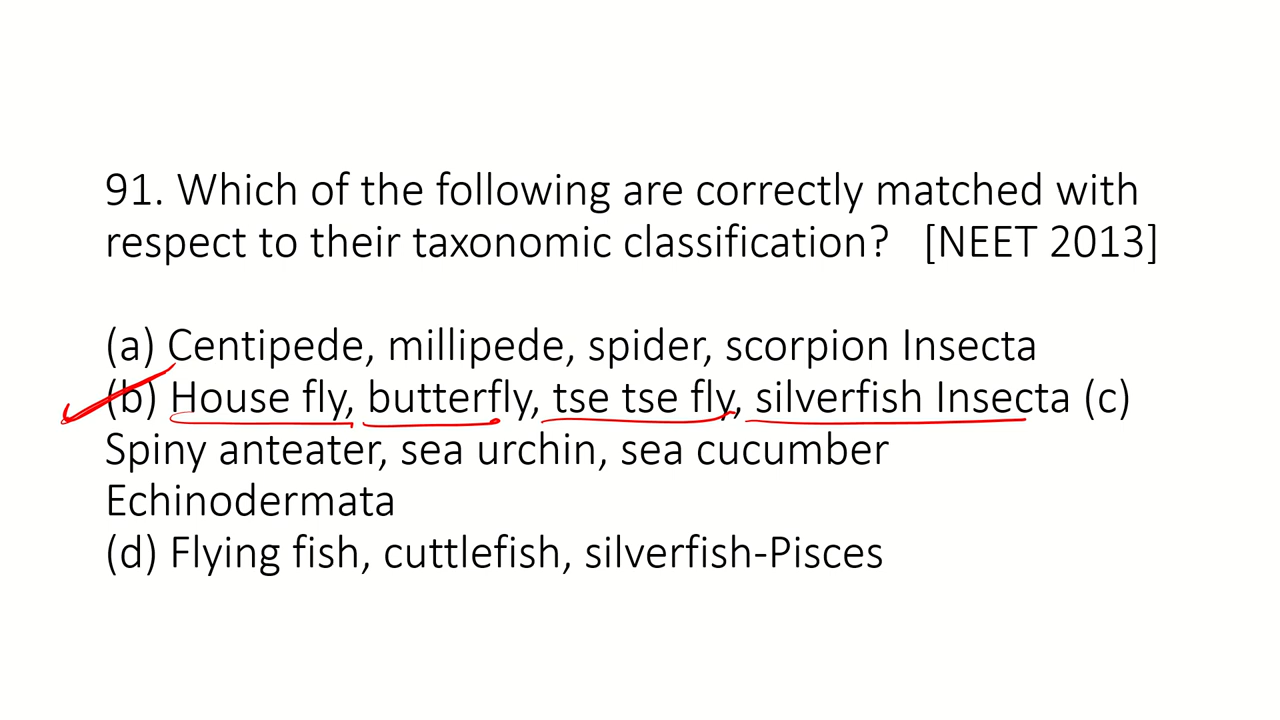 91. Which of the following are correctly matched with
respect to their taxonomic classification? [NEET 2013]
(a) Centipede, millipede, spider, scorpion Insecta
(b) House fly, butterfly, tse tse fly, silverfish Insecta (c)
Spiny anteater, sea urchin, sea cucumber
Echinodermata
(d) Flying fish, cuttlefish, silverfish-Pisces